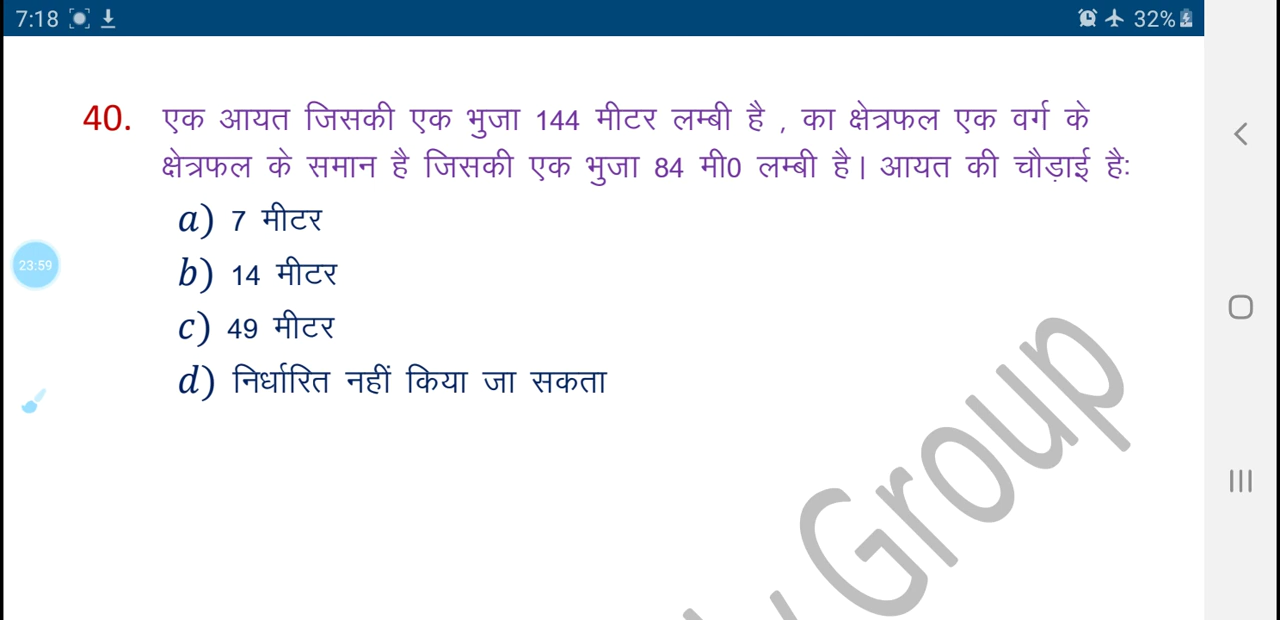 7:18
32%
40. एक आयत जिसकी एक भुजा 144 मीटर लम्बी है , का क्षेत्रफल एक वर्ग के
क्षेत्रफल के समान है जिसकी एक भुजा 84 मी0 लम्बी है। आयत की चौड़ाई हैः
a) 7 मीटर
b) 14 मीटर
23:59
c) 49 मीटर
d) निर्धारित नहीं किया जा सकता
Group